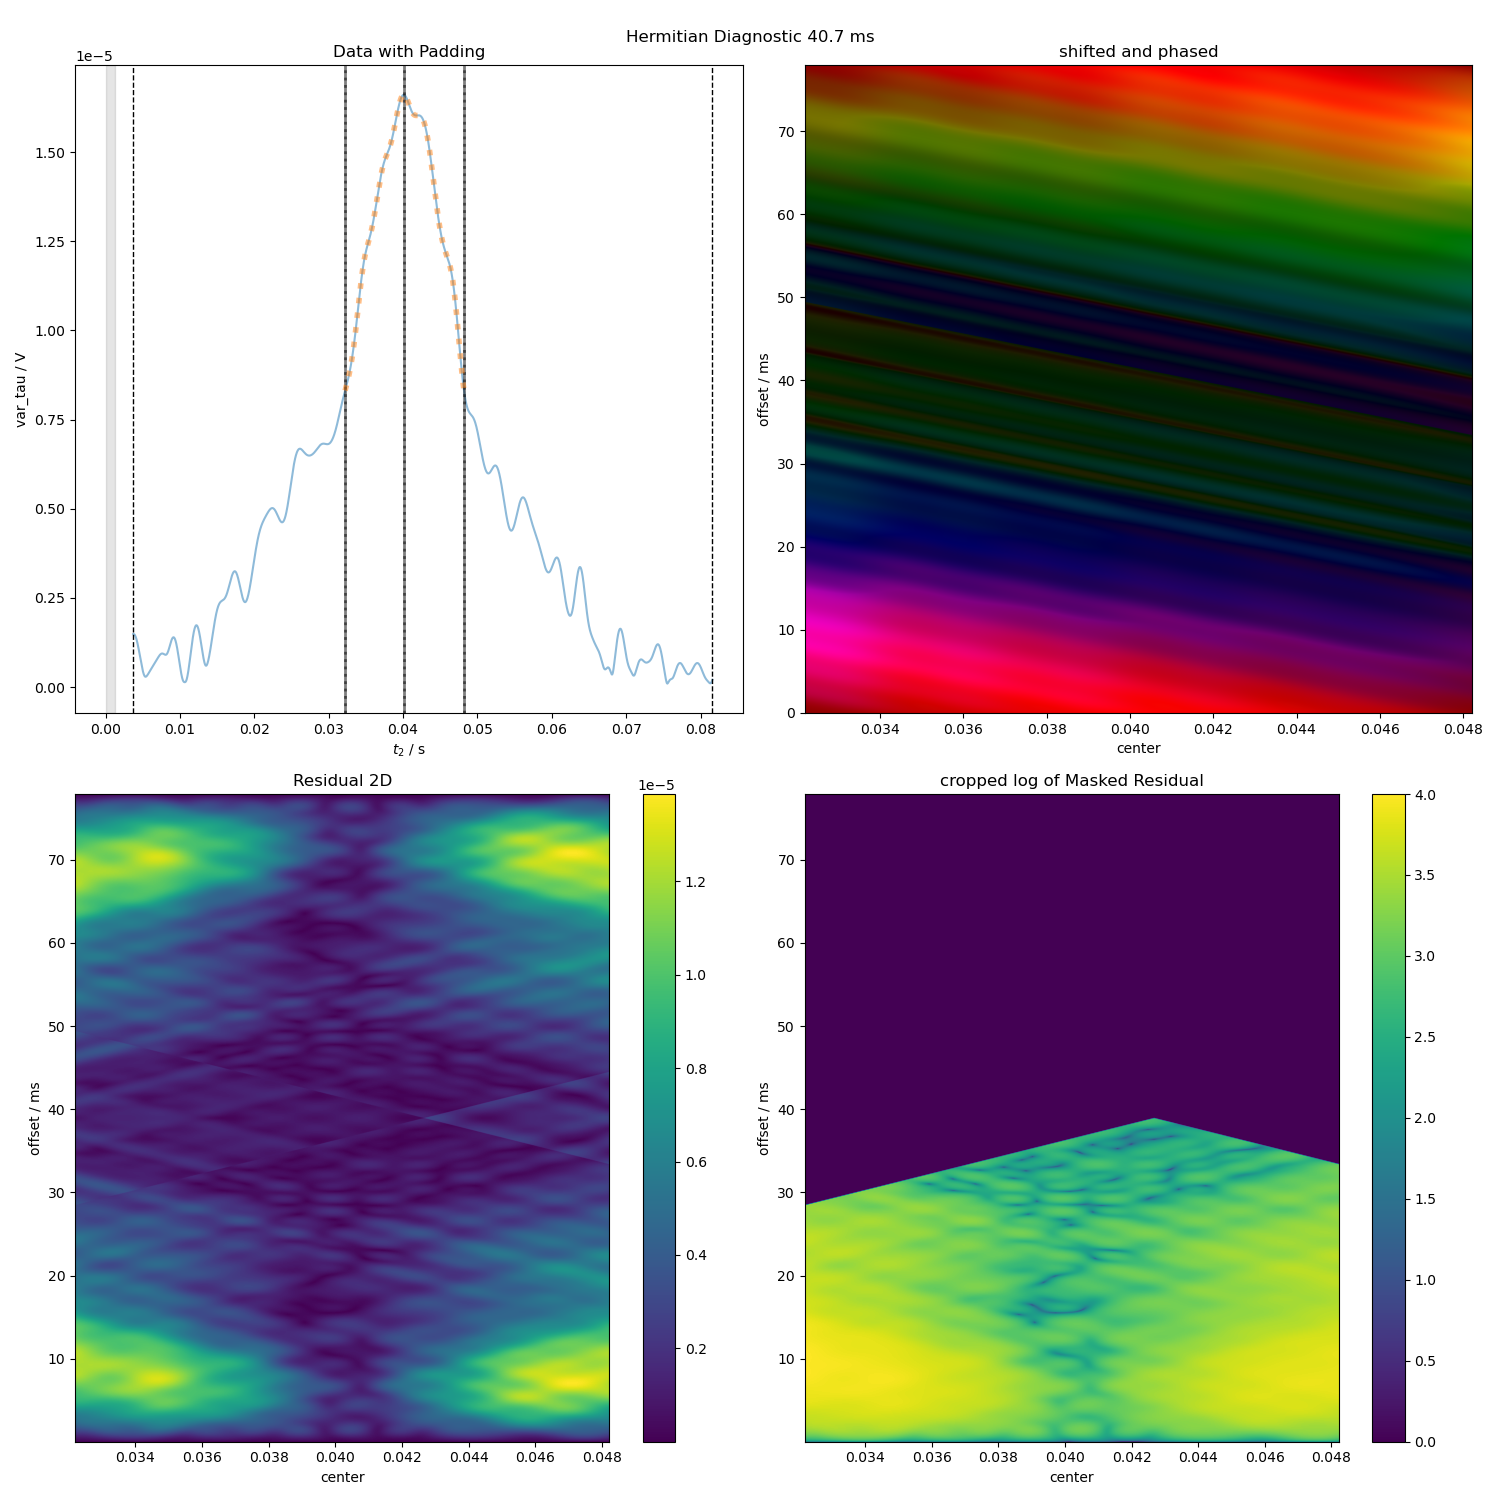 Hermitian Diagnostic 40.7 ms
Data with Padding
1e−5
var_tau / V
1.50
1.25
1.00
0.75
0.50
0.25
0.00
0.00 0.01 0.02 0.03 0.04 0.05 0.06 0.07 0.08
t₂ / s
shifted and phased
offset / ms
70
60
50
40
30
20
10
0
0.034 0.036 0.038 0.040 0.042 0.044 0.046 0.048
center
Residual 2D
offset / ms
70
60
50
40
30
20
10
0.034 0.036 0.038 0.040 0.042 0.044 0.046 0.048
center
1e−5
1.2
1.0
0.8
0.6
0.4
0.2
cropped log of Masked Residual
offset / ms
70
60
50
40
30
20
10
0.034 0.036 0.038 0.040 0.042 0.044 0.046 0.048
center
4.0
3.5
3.0
2.5
2.0
1.5
1.0
0.5
0.0